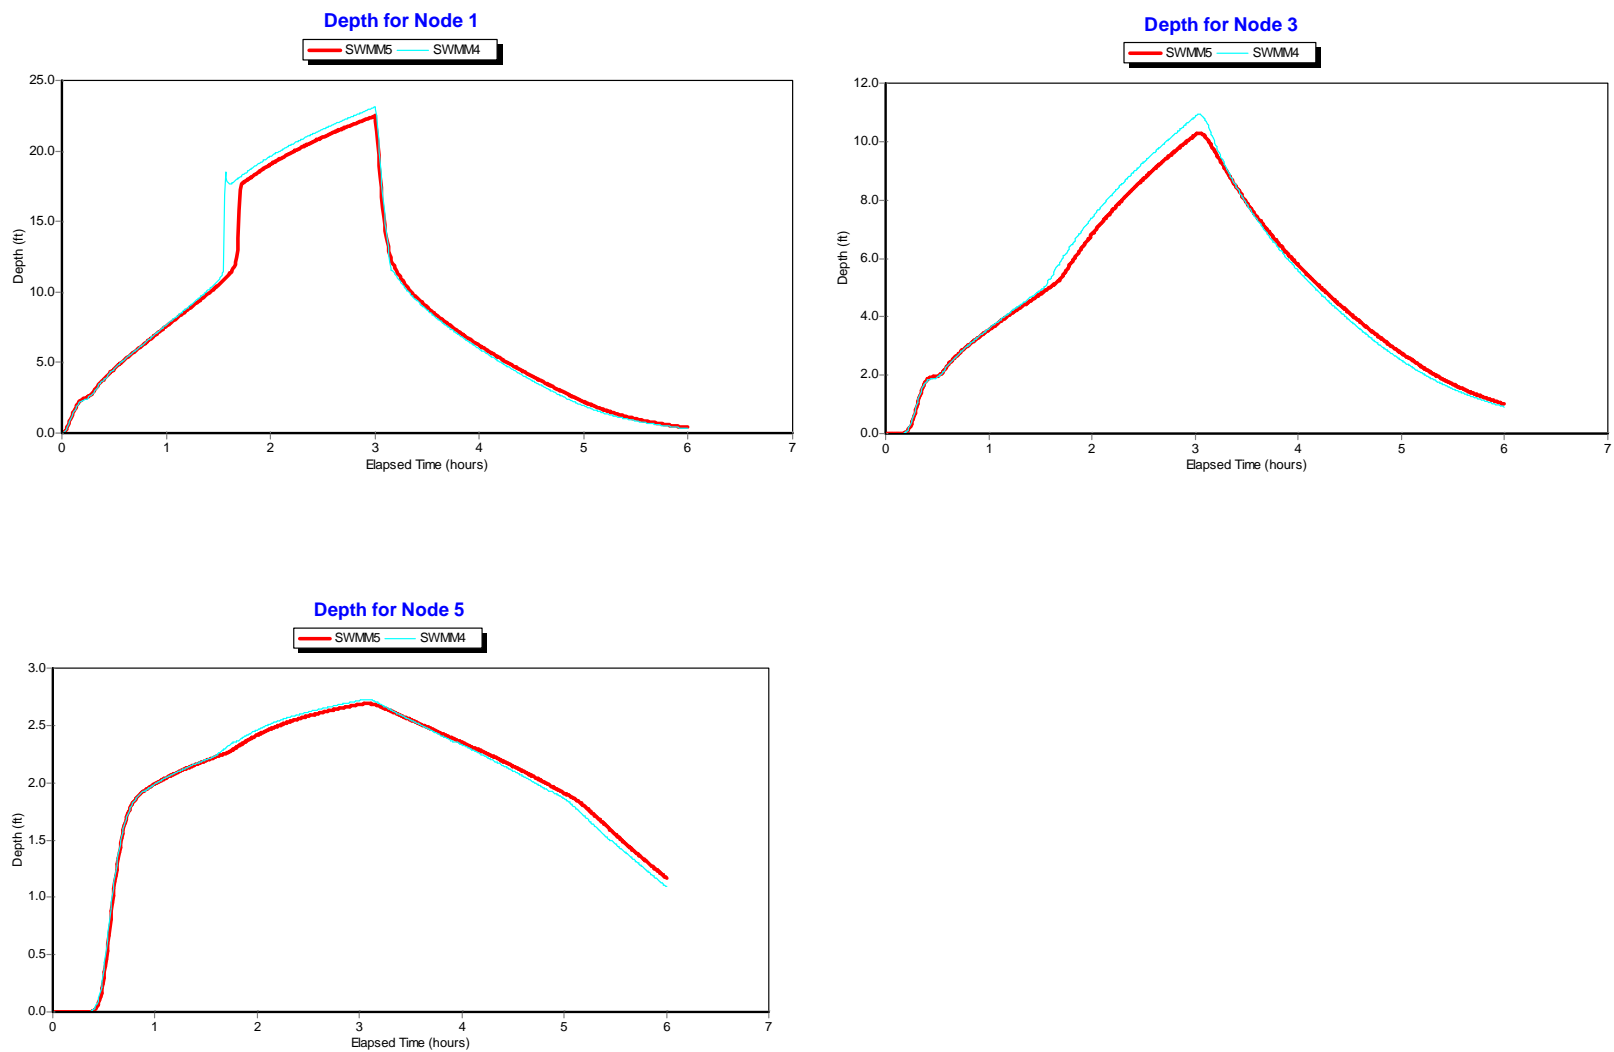 Depth for Node 1
SWMM5 SWMM4
25.0
20.0
15.0
10.0
5.0
0.0
Depth (ft)
0 1 2 3 4 5 6 7
Elapsed Time (hours)
Depth for Node 3
SWMM5 SWMM4
12.0
10.0
8.0
6.0
4.0
2.0
0.0
Depth (ft)
0 1 2 3 4 5 6 7
Elapsed Time (hours)
Depth for Node 5
SWMM5 SWMM4
3.0
2.5
2.0
1.5
1.0
0.5
0.0
Depth (ft)
0 1 2 3 4 5 6 7
Elapsed Time (hours)